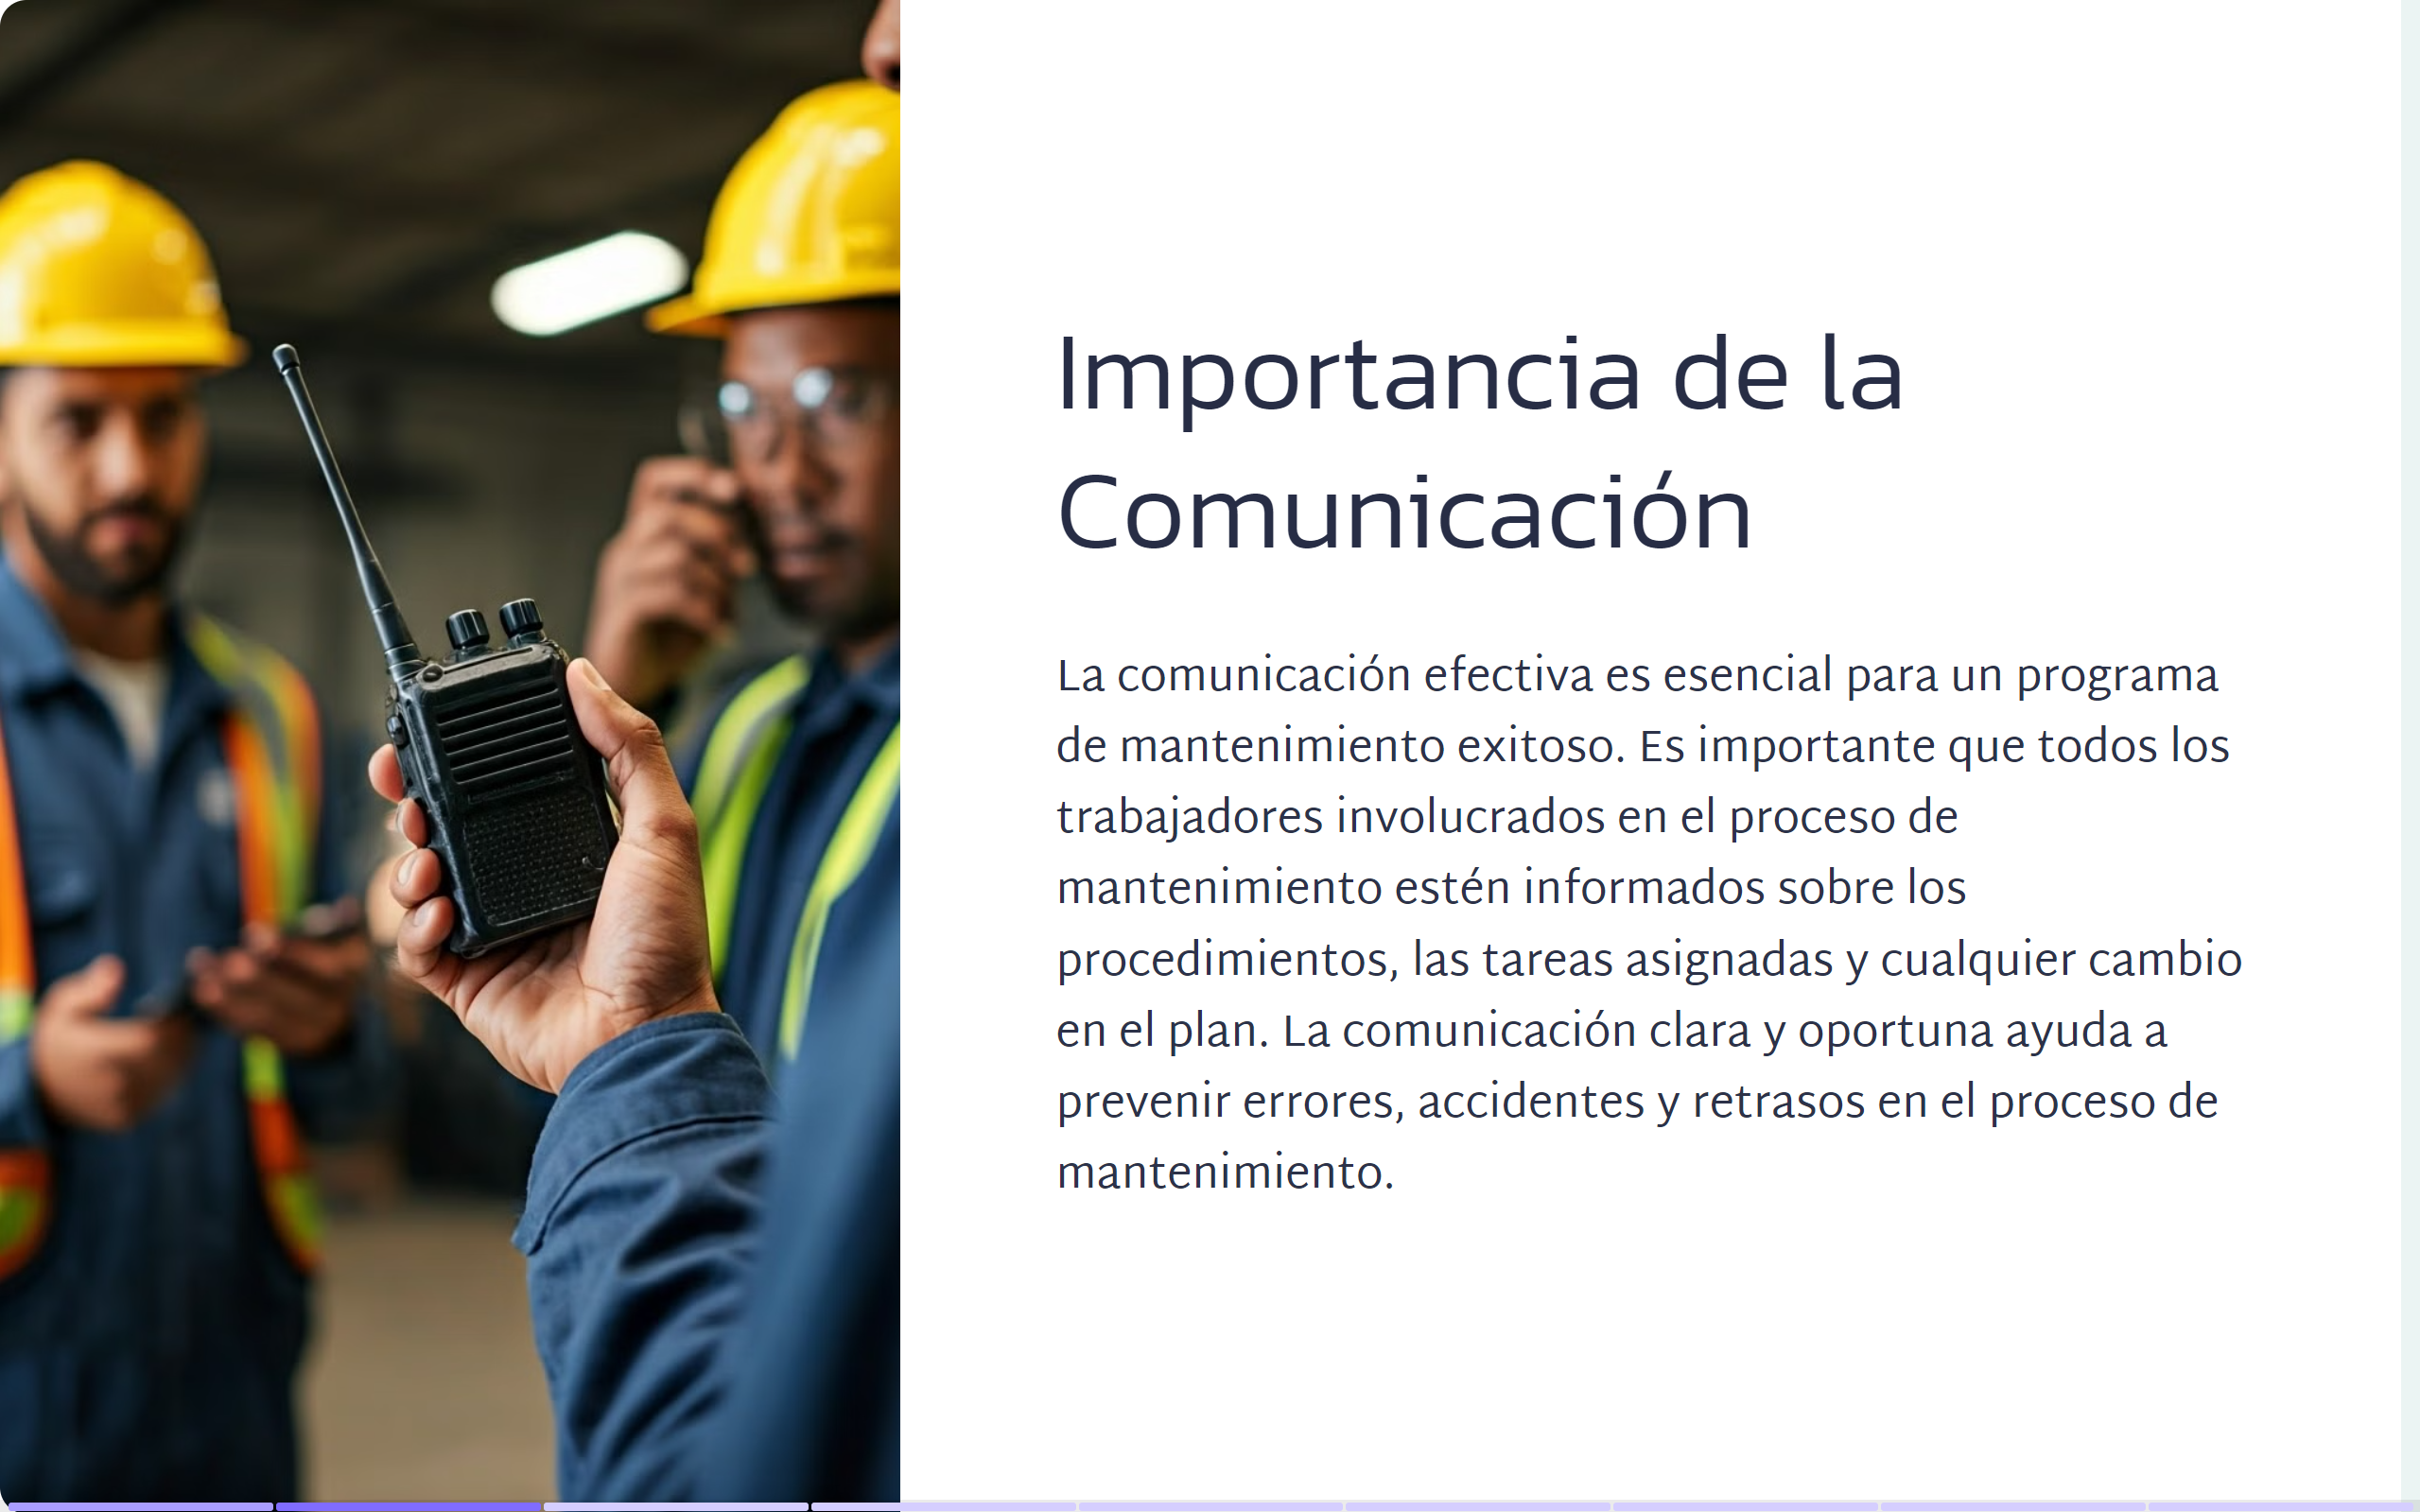 Importancia de la
Comunicación
La comunicación efectiva es esencial para un programa
de mantenimiento exitoso. Es importante que todos los
trabajadores involucrados en el proceso de
mantenimiento estén informados sobre los
procedimientos, las tareas asignadas y cualquier cambio
en el plan. La comunicación clara y oportuna ayuda a
prevenir errores, accidentes y retrasos en el proceso de
mantenimiento.